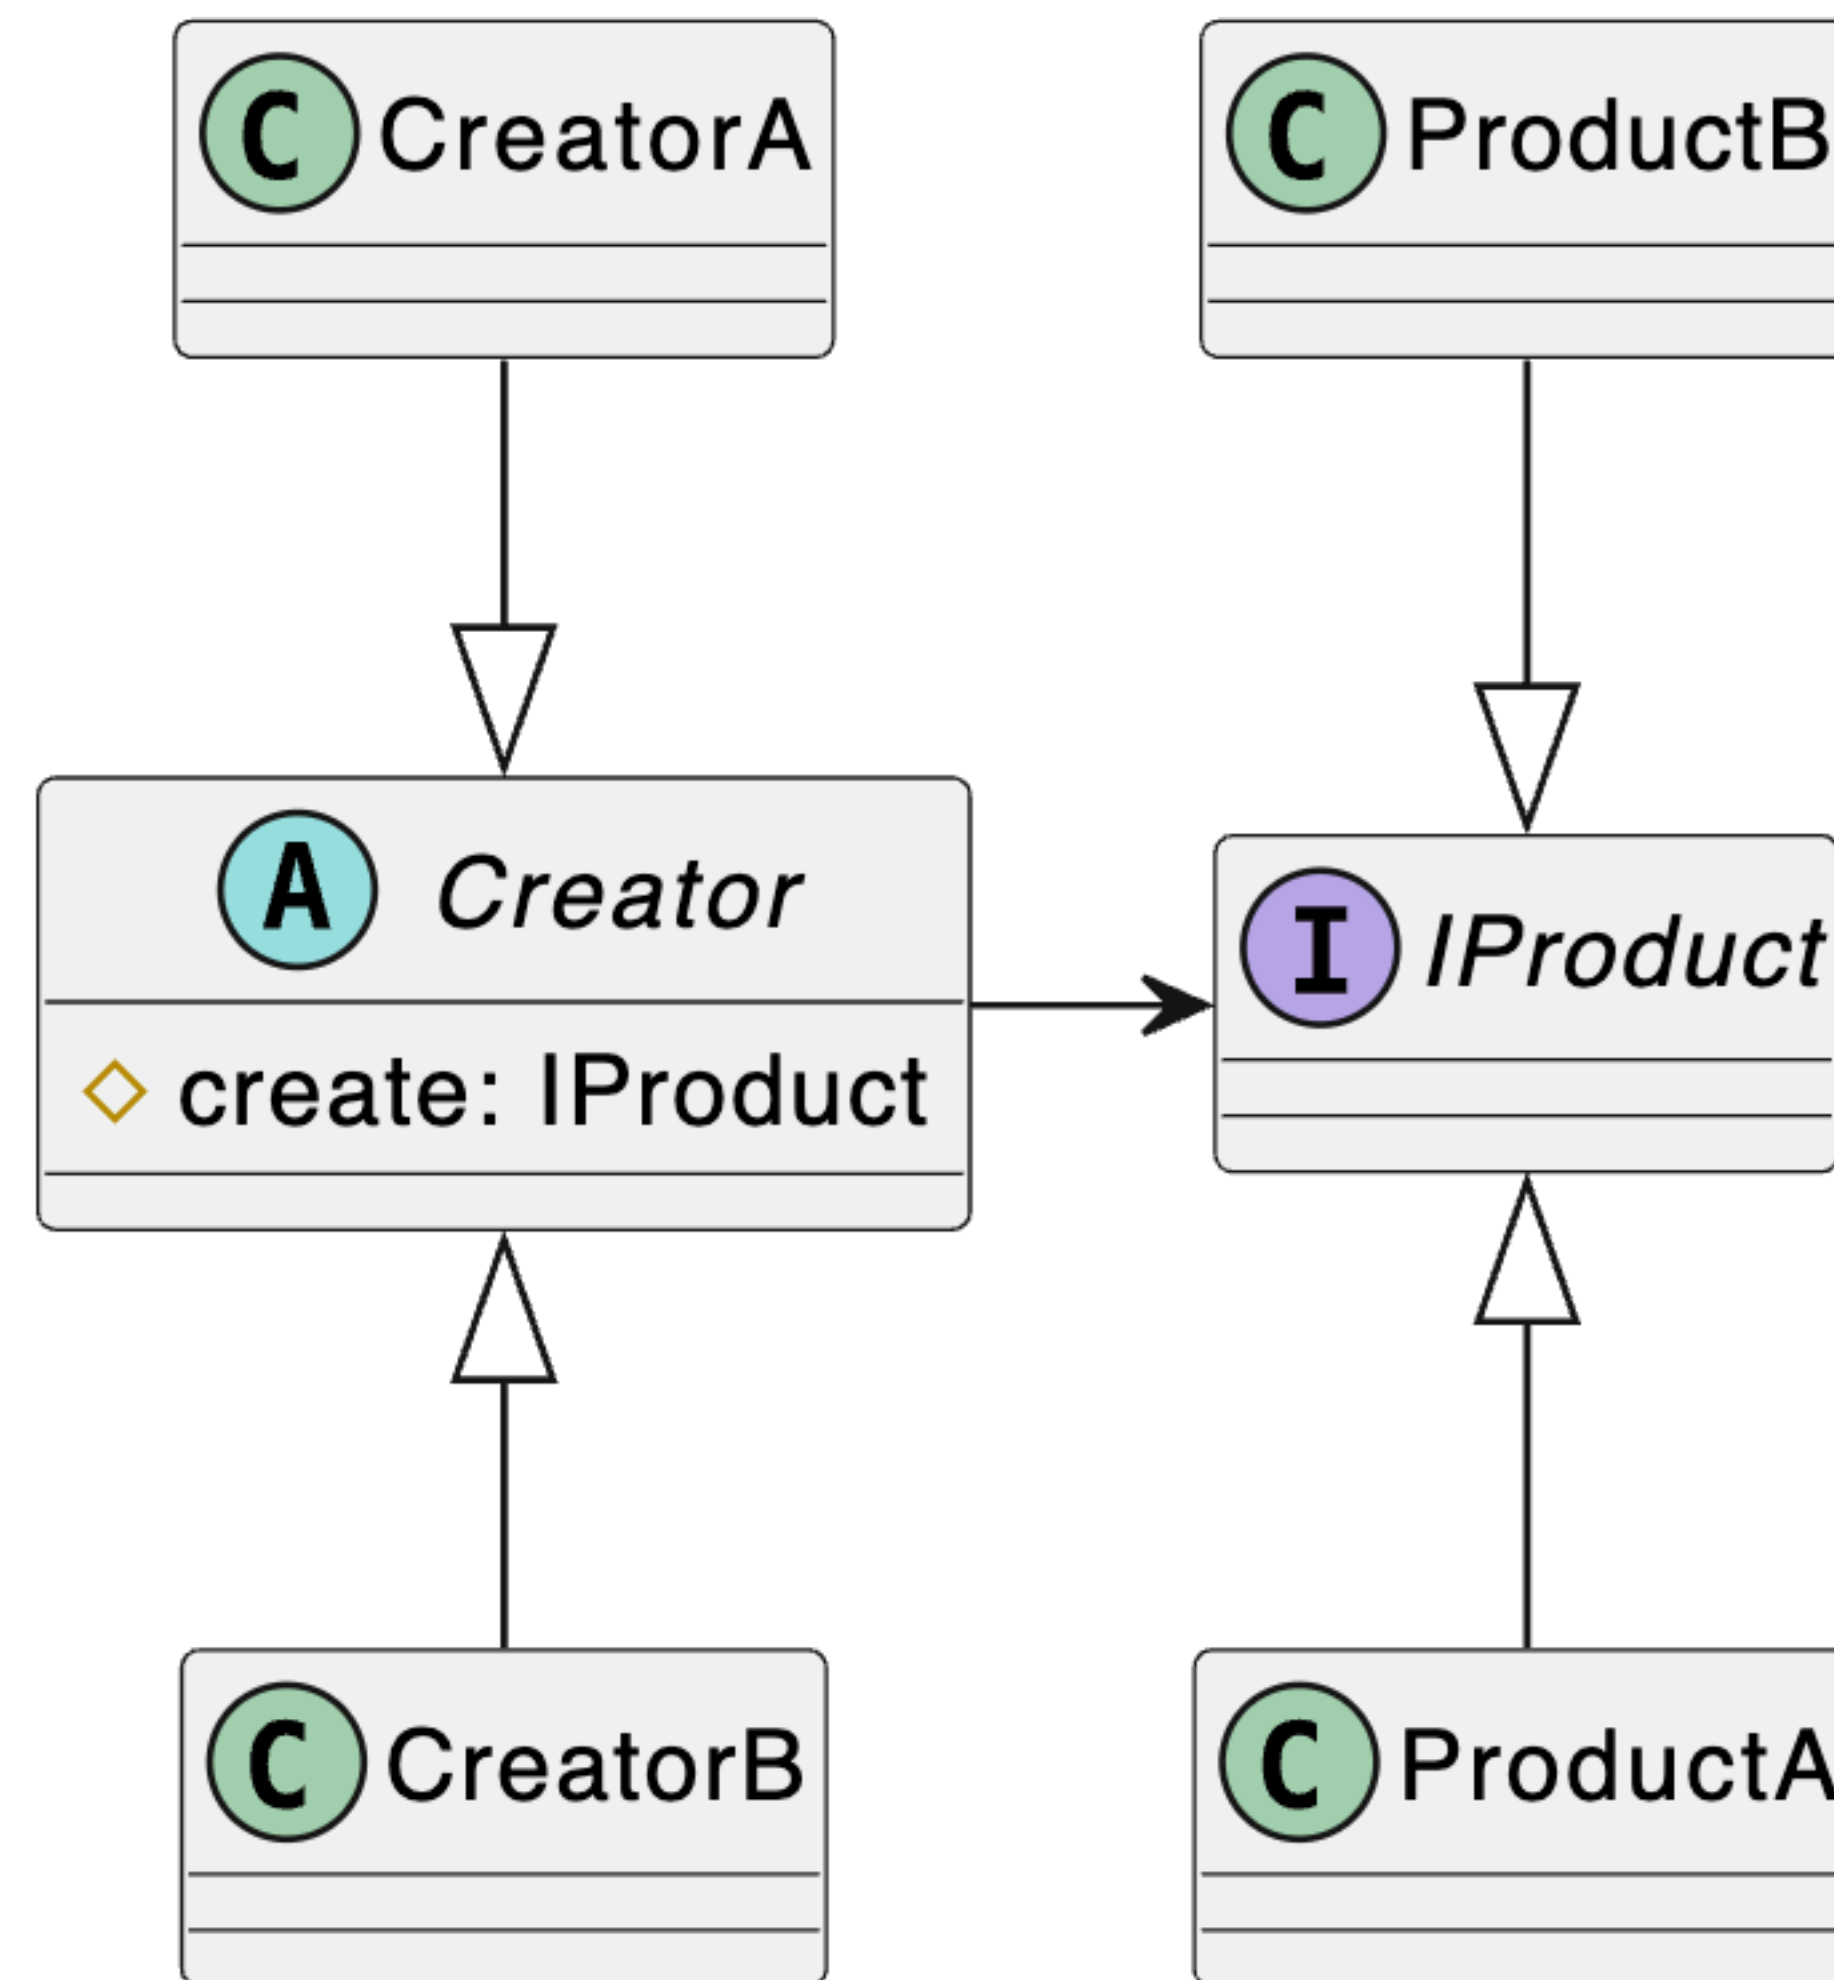 C CreatorA
C ProductB
A Creator
create: IProduct
I IProduct
C CreatorB
C ProductA